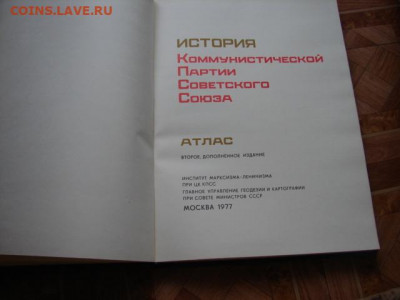 COINS.LAVE.RU
ИСТОРИЯ
КОММУНИСТИЧЕСКОЙ
ПАРТИИ
СОВЕТСКОГО
СОЮЗА
АТЛАС
ВТОРОЕ, ДОПОЛНЕННОЕ ИЗДАНИЕ
ИНСТИТУТ МАРКСИЗМА-ЛЕНИНИЗМА
ПРИ ЦК КПСС
ГЛАВНОЕ УПРАВЛЕНИЕ ГЕОДЕЗИИ И КАРТОГРАФИИ
ПРИ СОВЕТЕ МИНИСТРОВ СССР
МОСКВА 1977